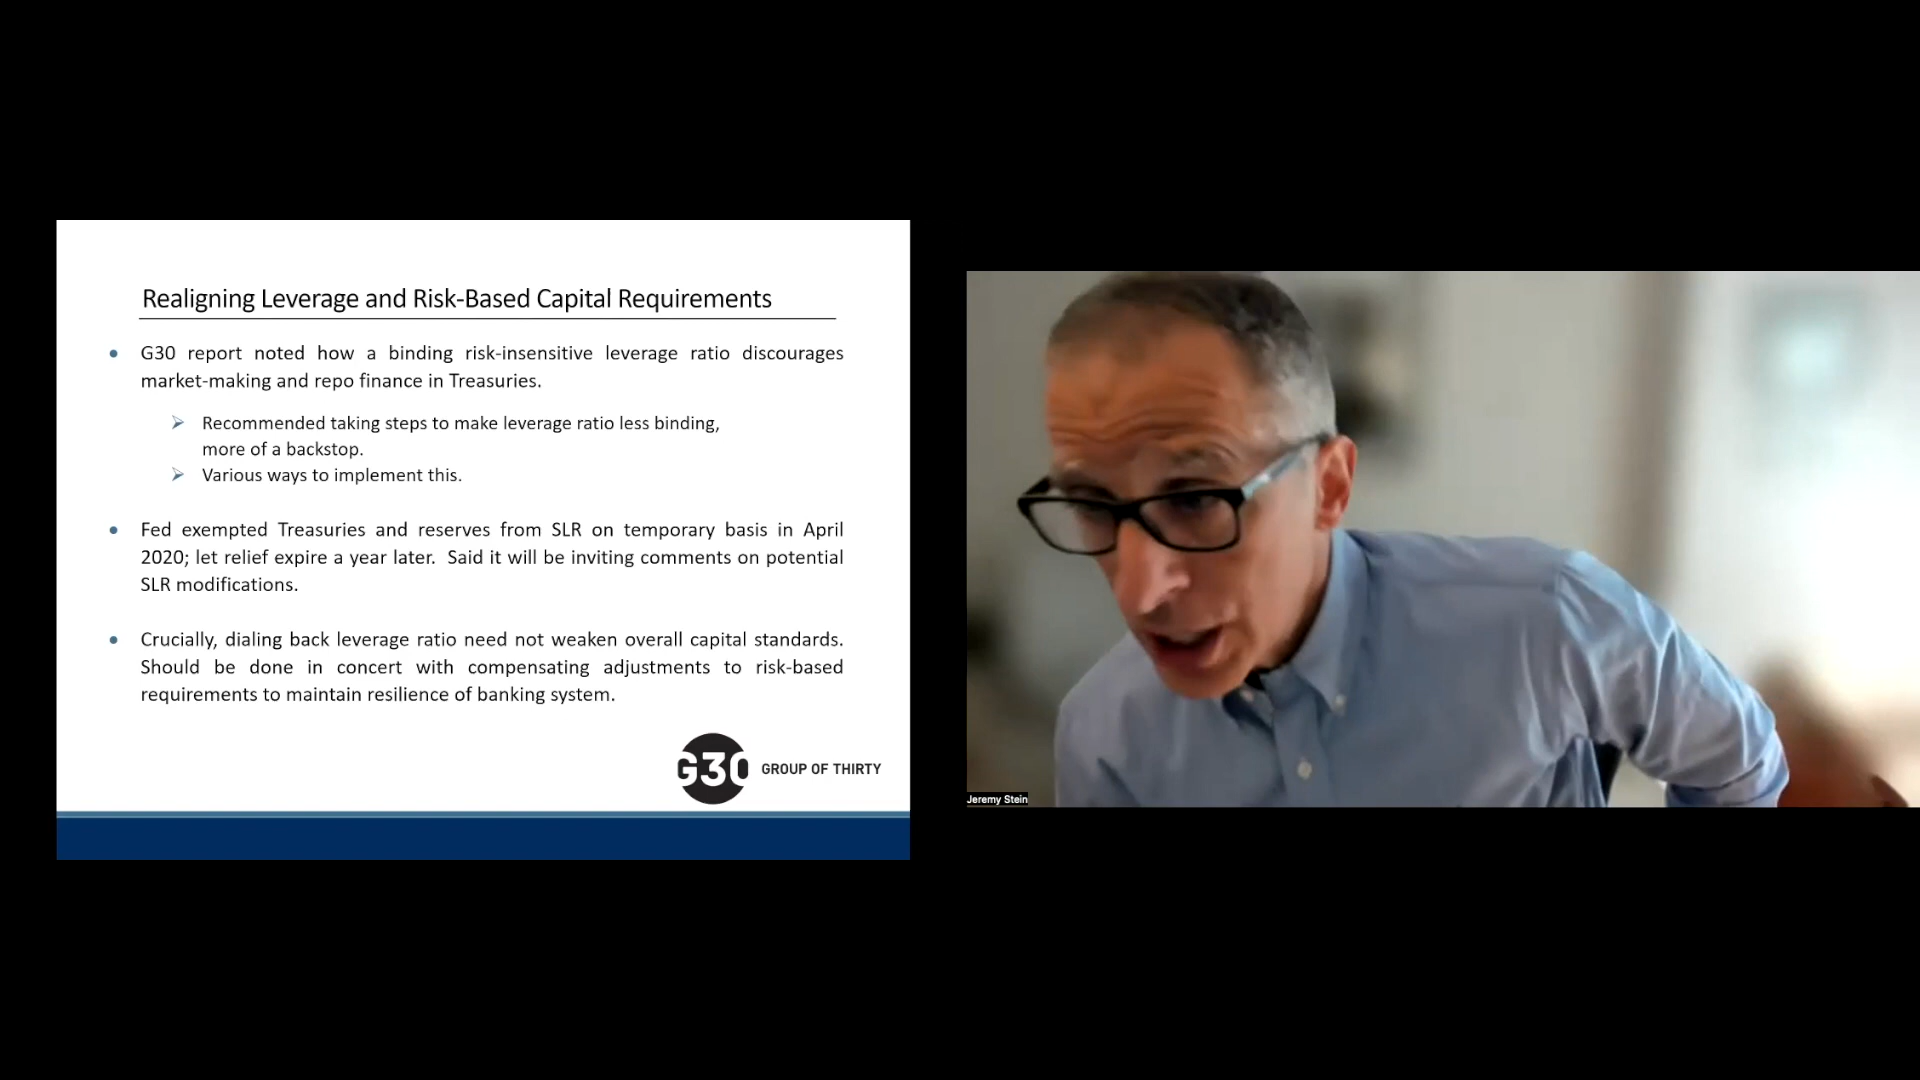 Realigning Leverage and Risk-Based Capital Requirements
G30 report noted how a binding risk-insensitive leverage ratio discourages
market-making and repo finance in Treasuries.
Recommended taking steps to make leverage ratio less binding,
more of a backstop.
Various ways to implement this.
Fed exempted Treasuries and reserves from SLR on temporary basis in April
2020; let relief expire a year later. Said it will be inviting comments on potential
SLR modifications.
Crucially, dialing back leverage ratio need not weaken overall capital standards.
Should be done in concert with compensating adjustments to risk-based
requirements to maintain resilience of banking system.
G30 GROUP OF THIRTY
Jeremy Stein